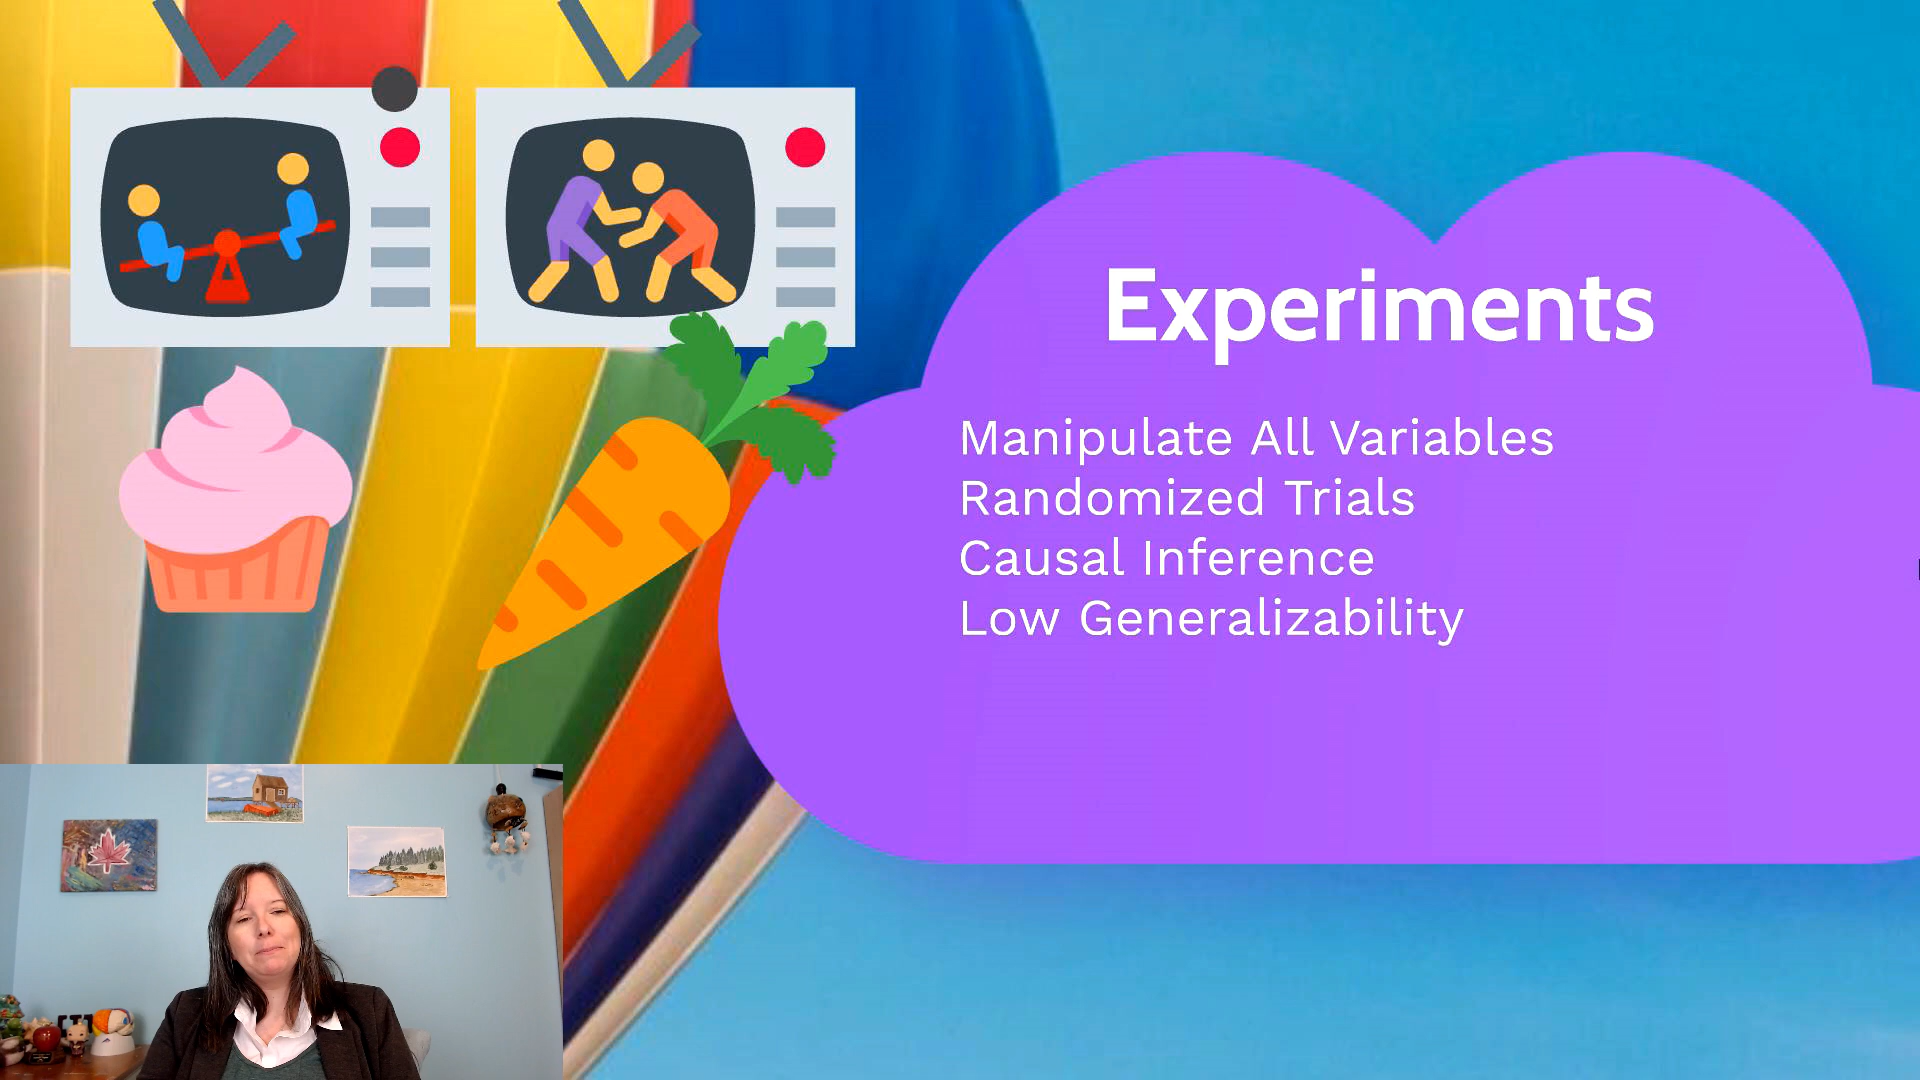 Experiments
Manipulate All Variables
Randomized Trials
Causal Inference
Low Generalizability